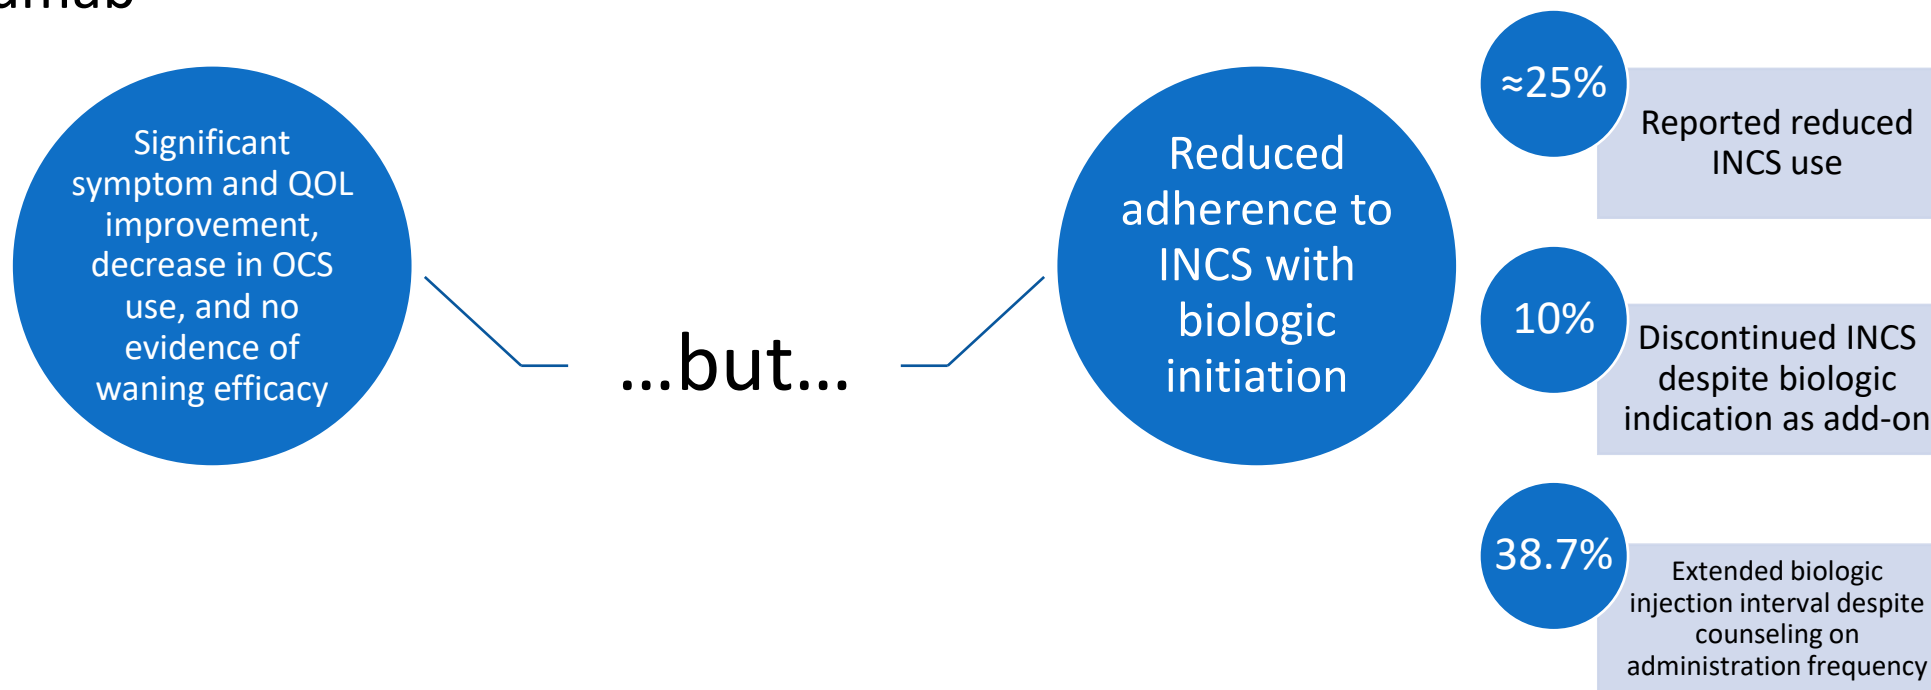 Significant
symptom and QOL
improvement,
decrease in OCS
use, and no
evidence of
waning efficacy
...but...
Reduced
adherence to
INCS with
biologic
initiation
≈25%
Reported reduced
INCS use
10%
Discontinued INCS
despite biologic
indication as add-on
38.7%
Extended biologic
injection interval despite
counseling on
administration frequency